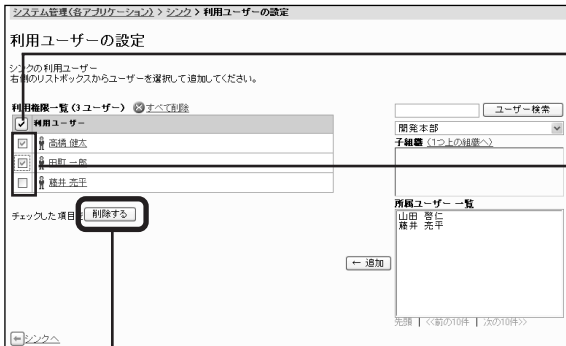 システム管理(各アプリケーション) > シンク > 利用ユーザーの設定
利用ユーザーの設定
シンクの利用ユーザー
右側のリストボックスからユーザーを選択して追加してください。
利用権限一覧 (3 ユーザー) すべて削除
利用ユーザー
高橋 健太
田町 一郎
藤井 亮平
チェックした項目を 削除する
ユーザー検索
開発本部
子組織 (1つ上の組織へ)
所属ユーザー 一覧
山田 啓仁
藤井 亮平
← 追加
先頭 | <<前の10件 | 次の10件>>
シンクへ